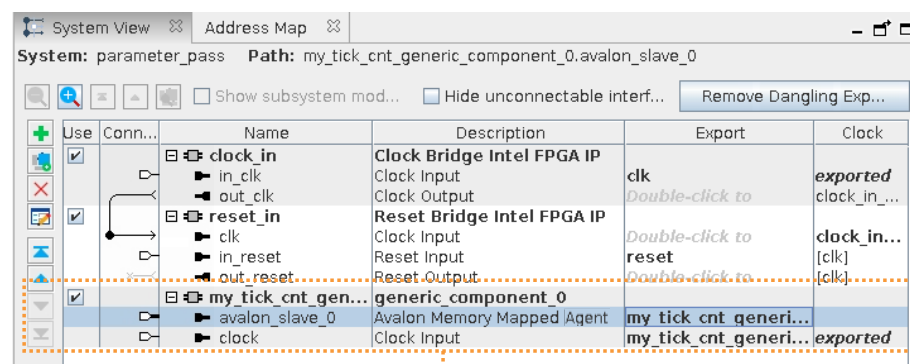 System View Address Map
System: parameter_pass Path: my_tick_cnt_generic_component_0.avalon_slave_0
Show subsystem mod... Hide unconnectable interf... Remove Dangling Exp...
Use Conn... Name Description Export Clock
clock_in Clock Bridge Intel FPGA IP
in_clk Clock Input clk exported
out_clk Clock Output Double-click to clock_in_...
reset_in Reset Bridge Intel FPGA IP
clk Clock Input Double-click to clock_in...
in_reset Reset Input reset [clk]
out_reset Reset Output Double-click to [clk]
my_tick_cnt_gen... generic_component_0
avalon_slave_0 Avalon Memory Mapped Agent my_tick_cnt_generi...
clock Clock Input my_tick_cnt_generi... exported